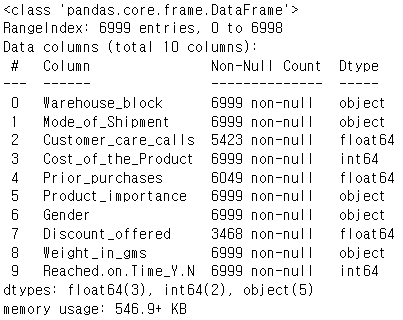 <class 'pandas.core.frame.DataFrame'>
RangeIndex: 6999 entries, 0 to 6998
Data columns (total 10 columns):
 #   Column               Non-Null Count  Dtype
---  ------               --------------  -----
 0   Warehouse_block      6999 non-null   object
 1   Mode_of_Shipment     6999 non-null   object
 2   Customer_care_calls  5423 non-null   float64
 3   Cost_of_the_Product  6999 non-null   int64
 4   Prior_purchases      6049 non-null   float64
 5   Product_importance   6999 non-null   object
 6   Gender               6999 non-null   object
 7   Discount_offered     3468 non-null   float64
 8   Weight_in_gms        6999 non-null   object
 9   Reached.on.Time_Y.N  6999 non-null   int64
dtypes: float64(3), int64(2), object(5)
memory usage: 546.9+ KB